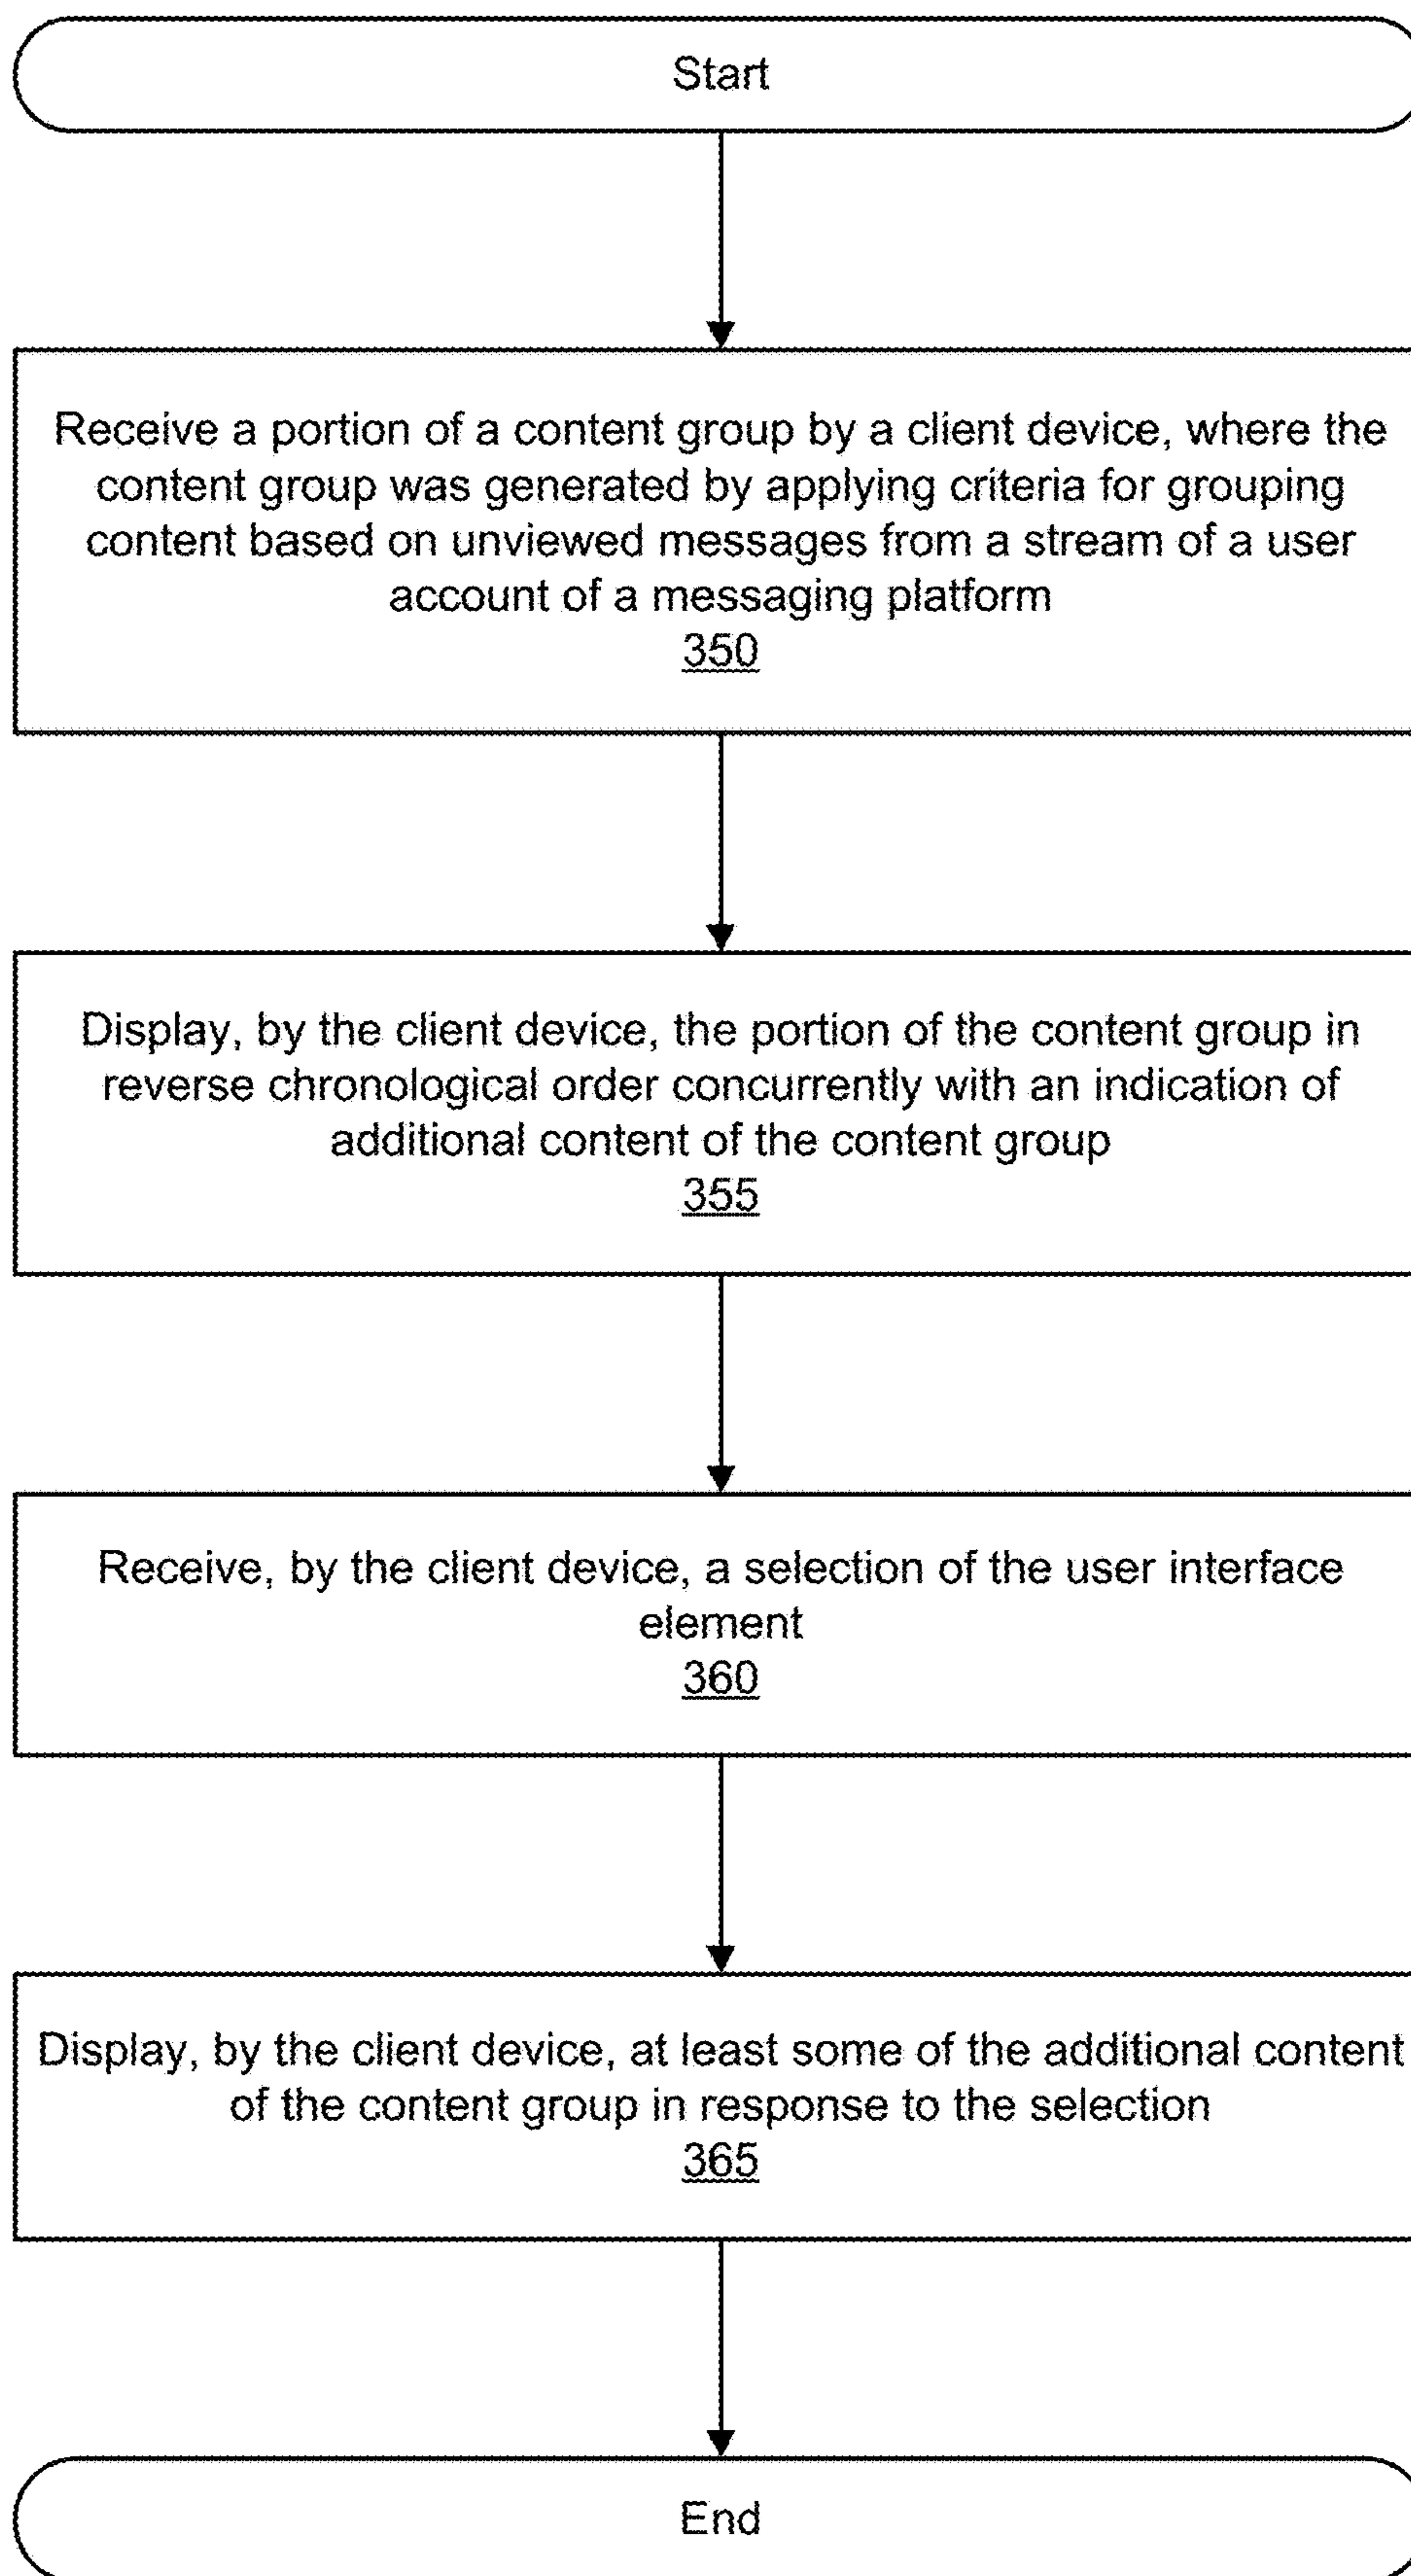 Start
Receive a portion of a content group by a client device, where the
content group was generated by applying criteria for grouping
content based on unviewed messages from a stream of a user
account of a messaging platform
350
Display, by the client device, the portion of the content group in
reverse chronological order concurrently with an indication of
additional content of the content group
355
Receive, by the client device, a selection of the user interface
element
360
Display, by the client device, at least some of the additional content
of the content group in response to the selection
365
End